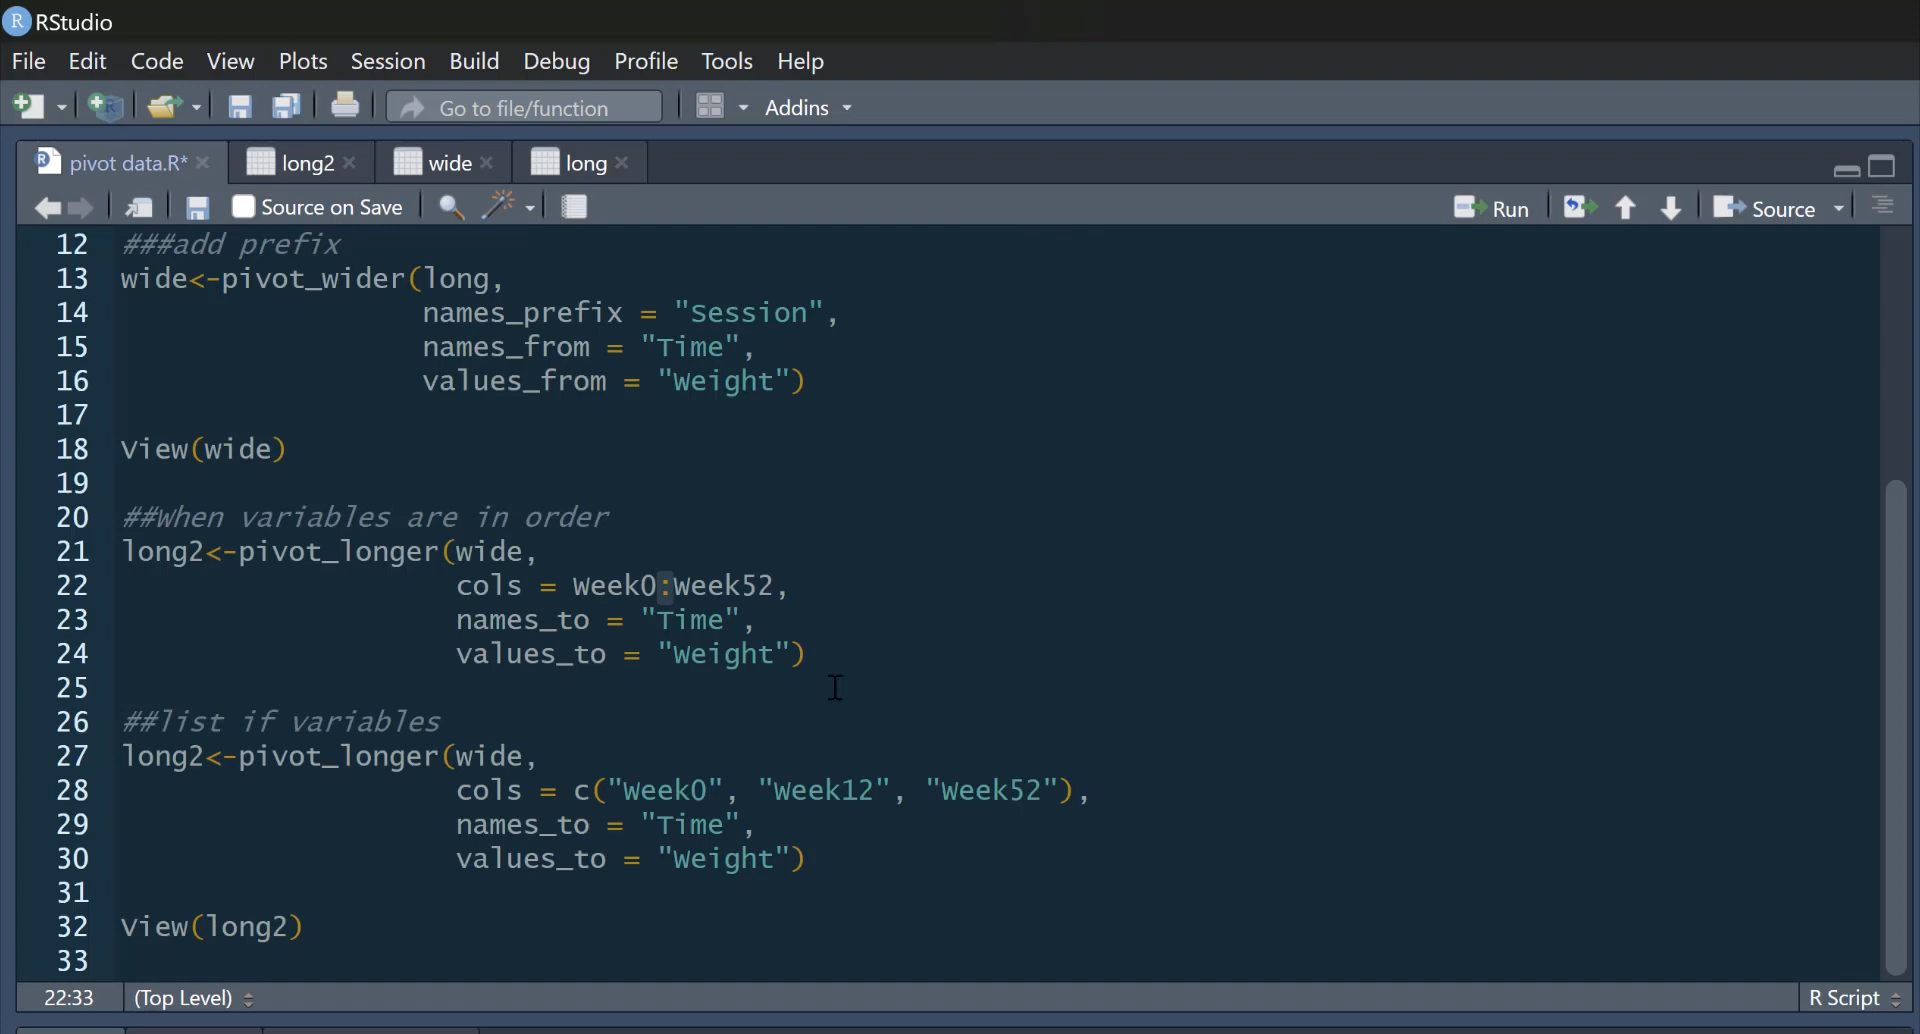 RStudio
File Edit Code View Plots Session Build Debug Profile Tools Help
Go to file/function Addins
pivot data.R* long2 wide long
Source on Save Run Source
12 ###add prefix
13 wide<-pivot_wider(long,
14 names_prefix = "Session",
15 names_from = "Time",
16 values_from = "Weight")
17
18 View(wide)
19
20 ##When variables are in order
21 long2<-pivot_longer(wide,
22 cols = Week0:Week52,
23 names_to = "Time",
24 values_to = "Weight")
25
26 ##list if variables
27 long2<-pivot_longer(wide,
28 cols = c("Week0", "Week12", "Week52"),
29 names_to = "Time",
30 values_to = "Weight")
31
32 View(long2)
33
22:33 (Top Level) R Script